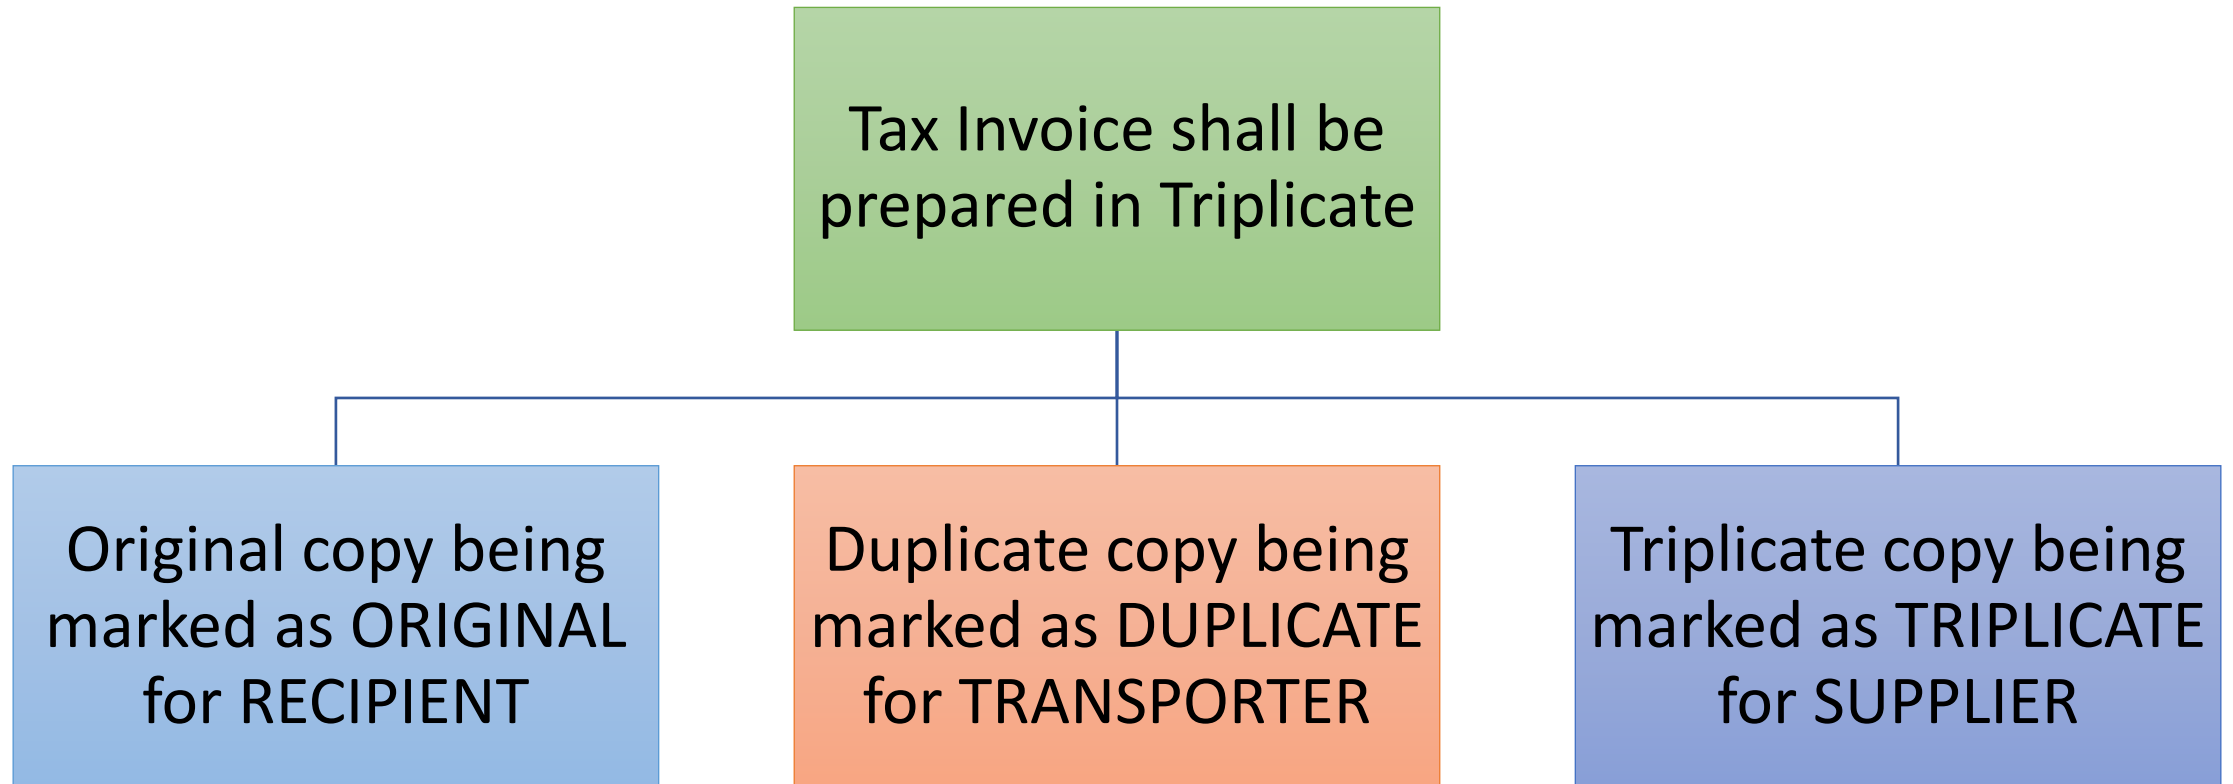 Tax Invoice shall be
prepared in Triplicate
Original copy being
marked as ORIGINAL
for RECIPIENT
Duplicate copy being
marked as DUPLICATE
for TRANSPORTER
Triplicate copy being
marked as TRIPLICATE
for SUPPLIER